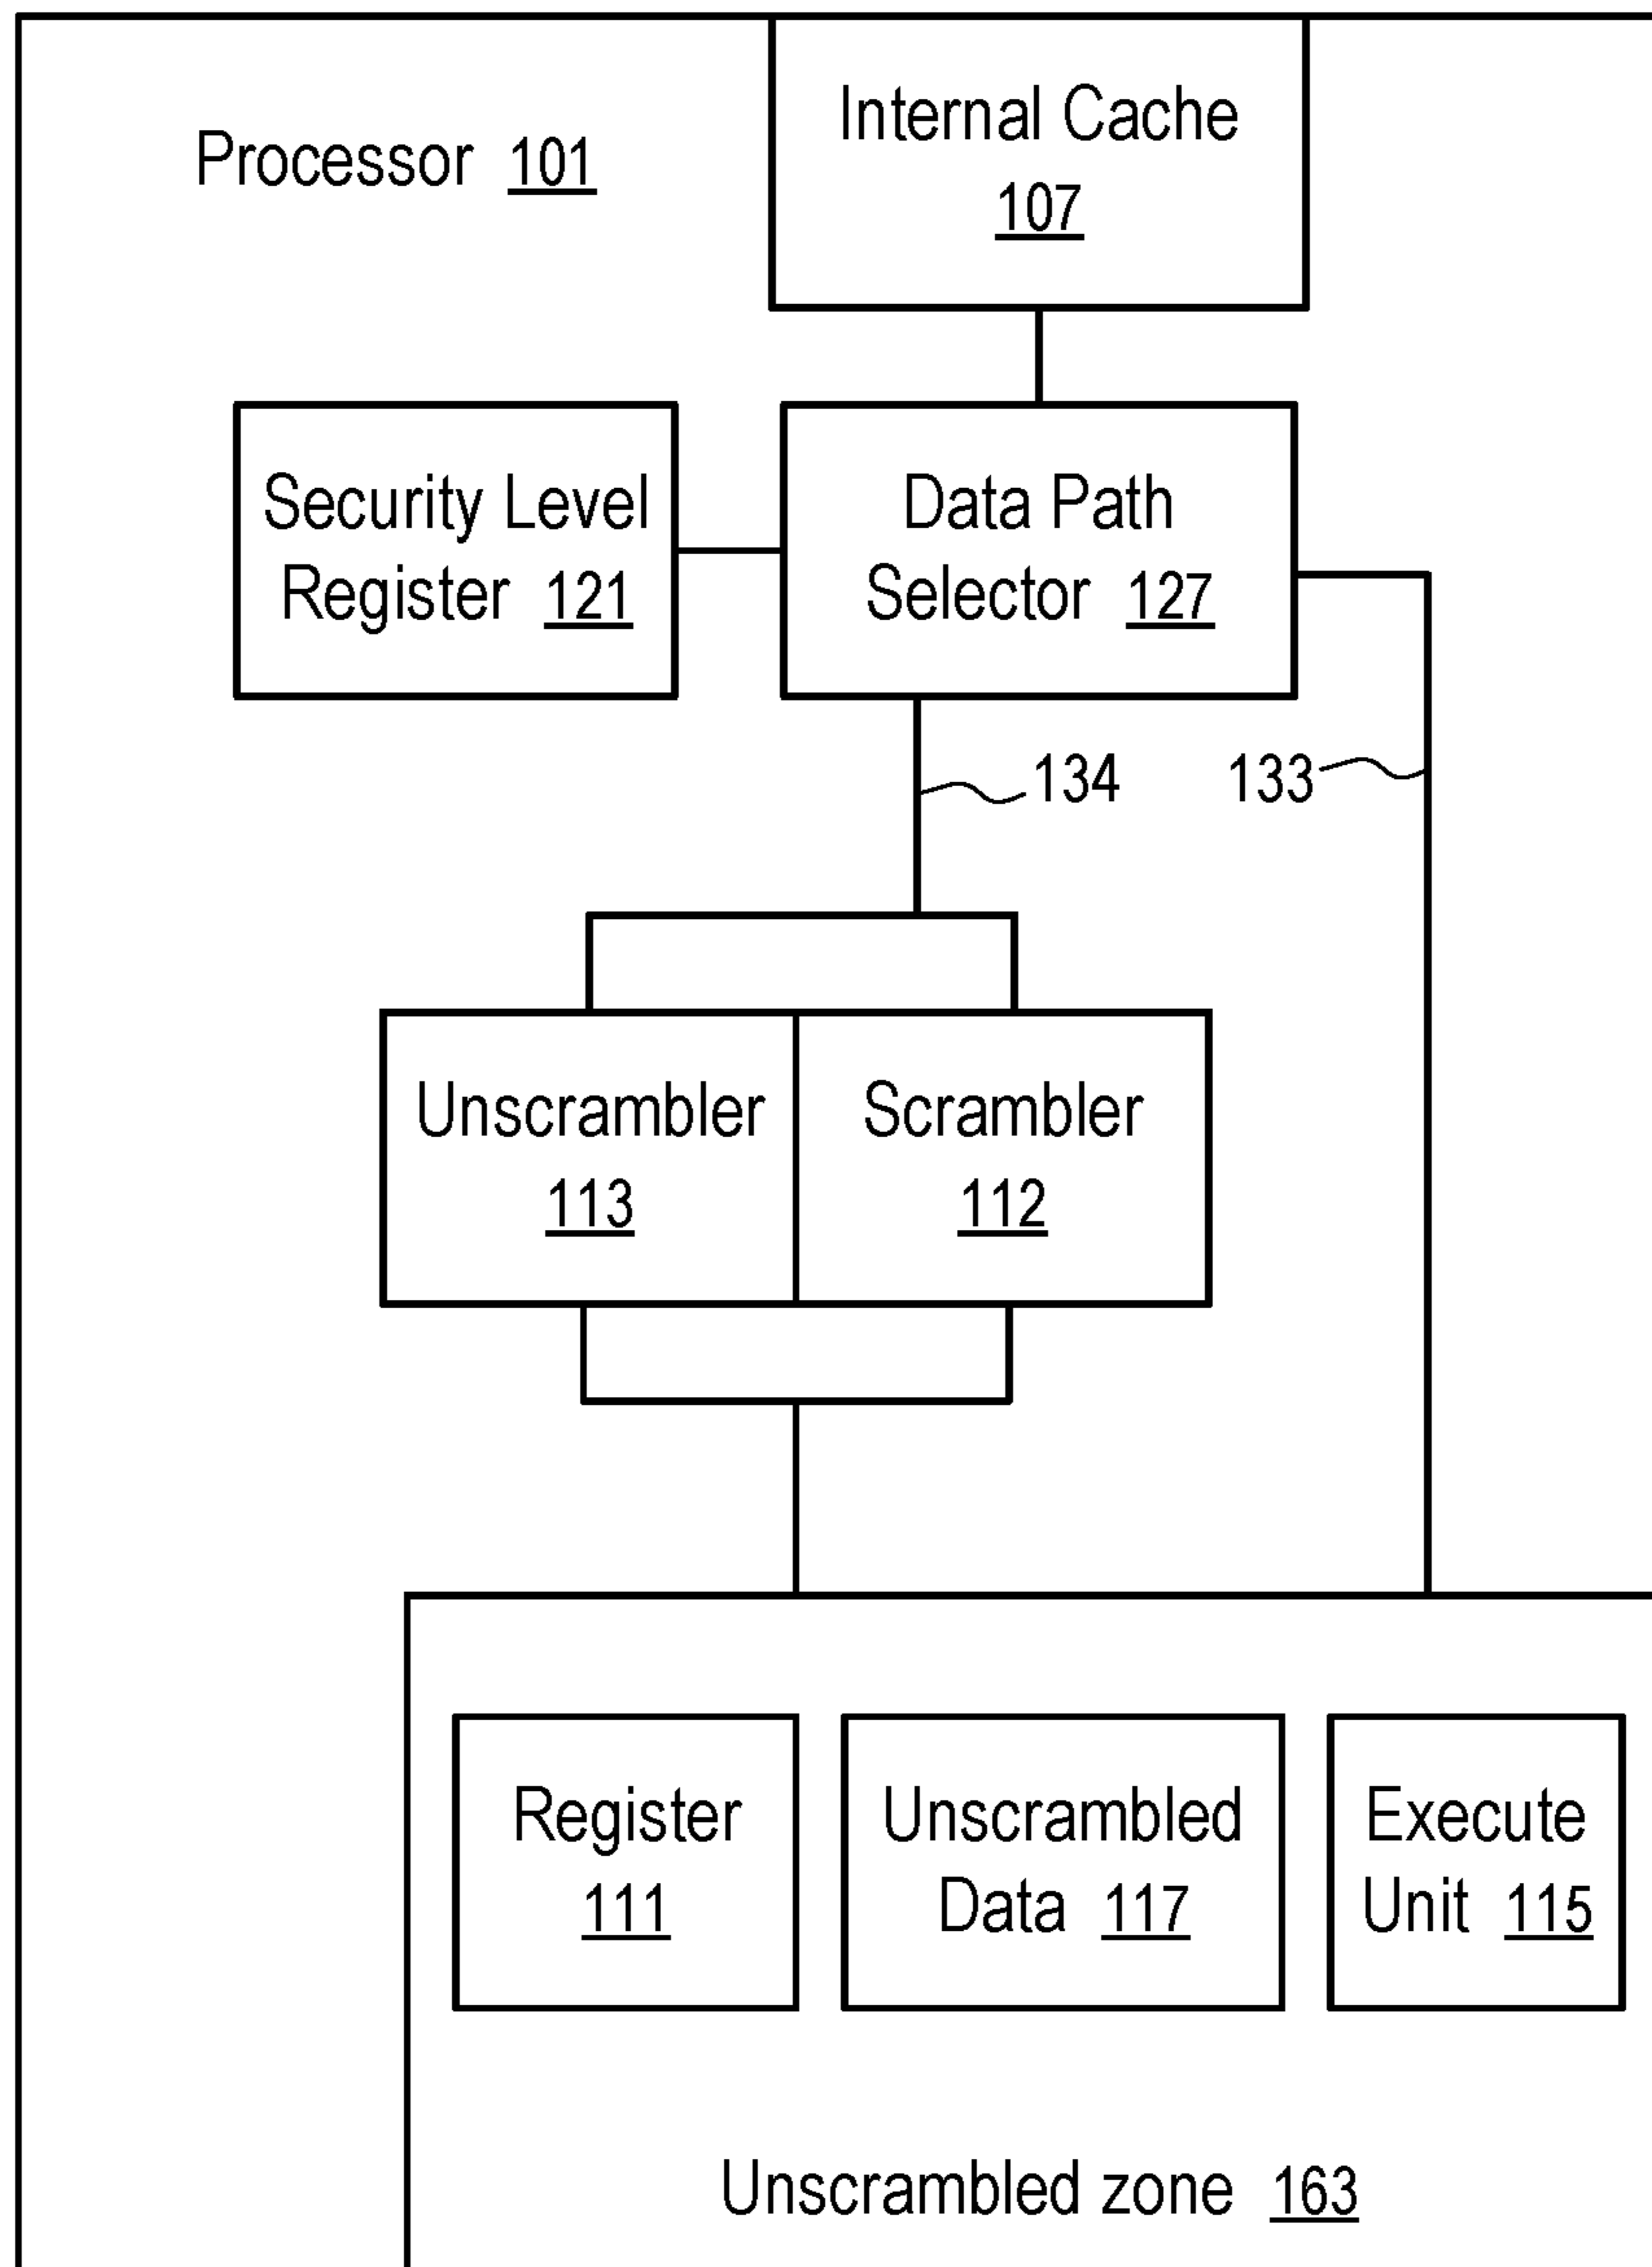 Processor 101
Internal Cache
107
Security Level
Register 121
Data Path
Selector 127
134
133
Unscrambler
113
Scrambler
112
Register
111
Unscrambled
Data 117
Execute
Unit 115
Unscrambled zone 163